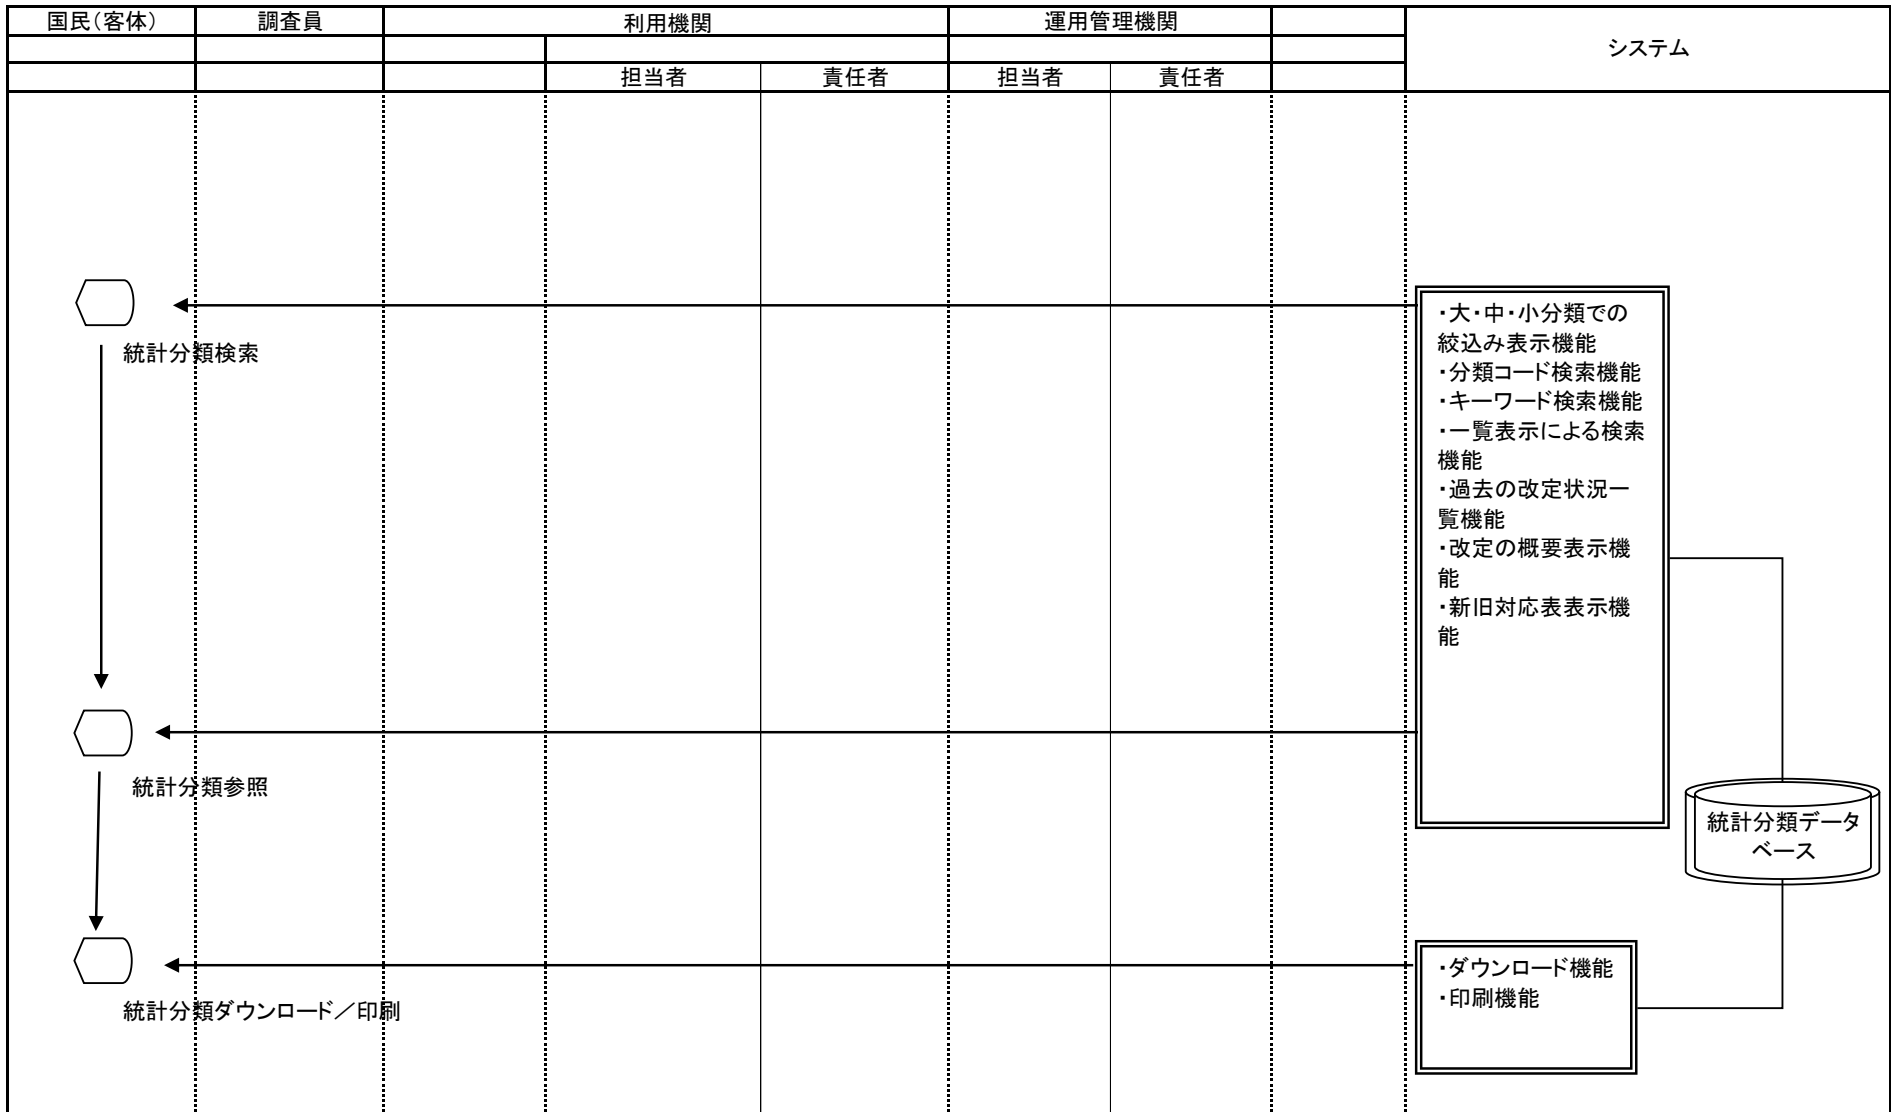 国民(客体)
調査員
利用機関
運用管理機関
システム
担当者
責任者
担当者
責任者
統計分類検索
・大・中・小分類での
絞込み表示機能
・分類コード検索機能
・キーワード検索機能
・一覧表示による検索
機能
・過去の改定状況一
覧機能
・改定の概要表示機
能
・新旧対応表表示機
能
統計分類参照
統計分類データ
ベース
統計分類ダウンロード/印刷
・ダウンロード機能
・印刷機能